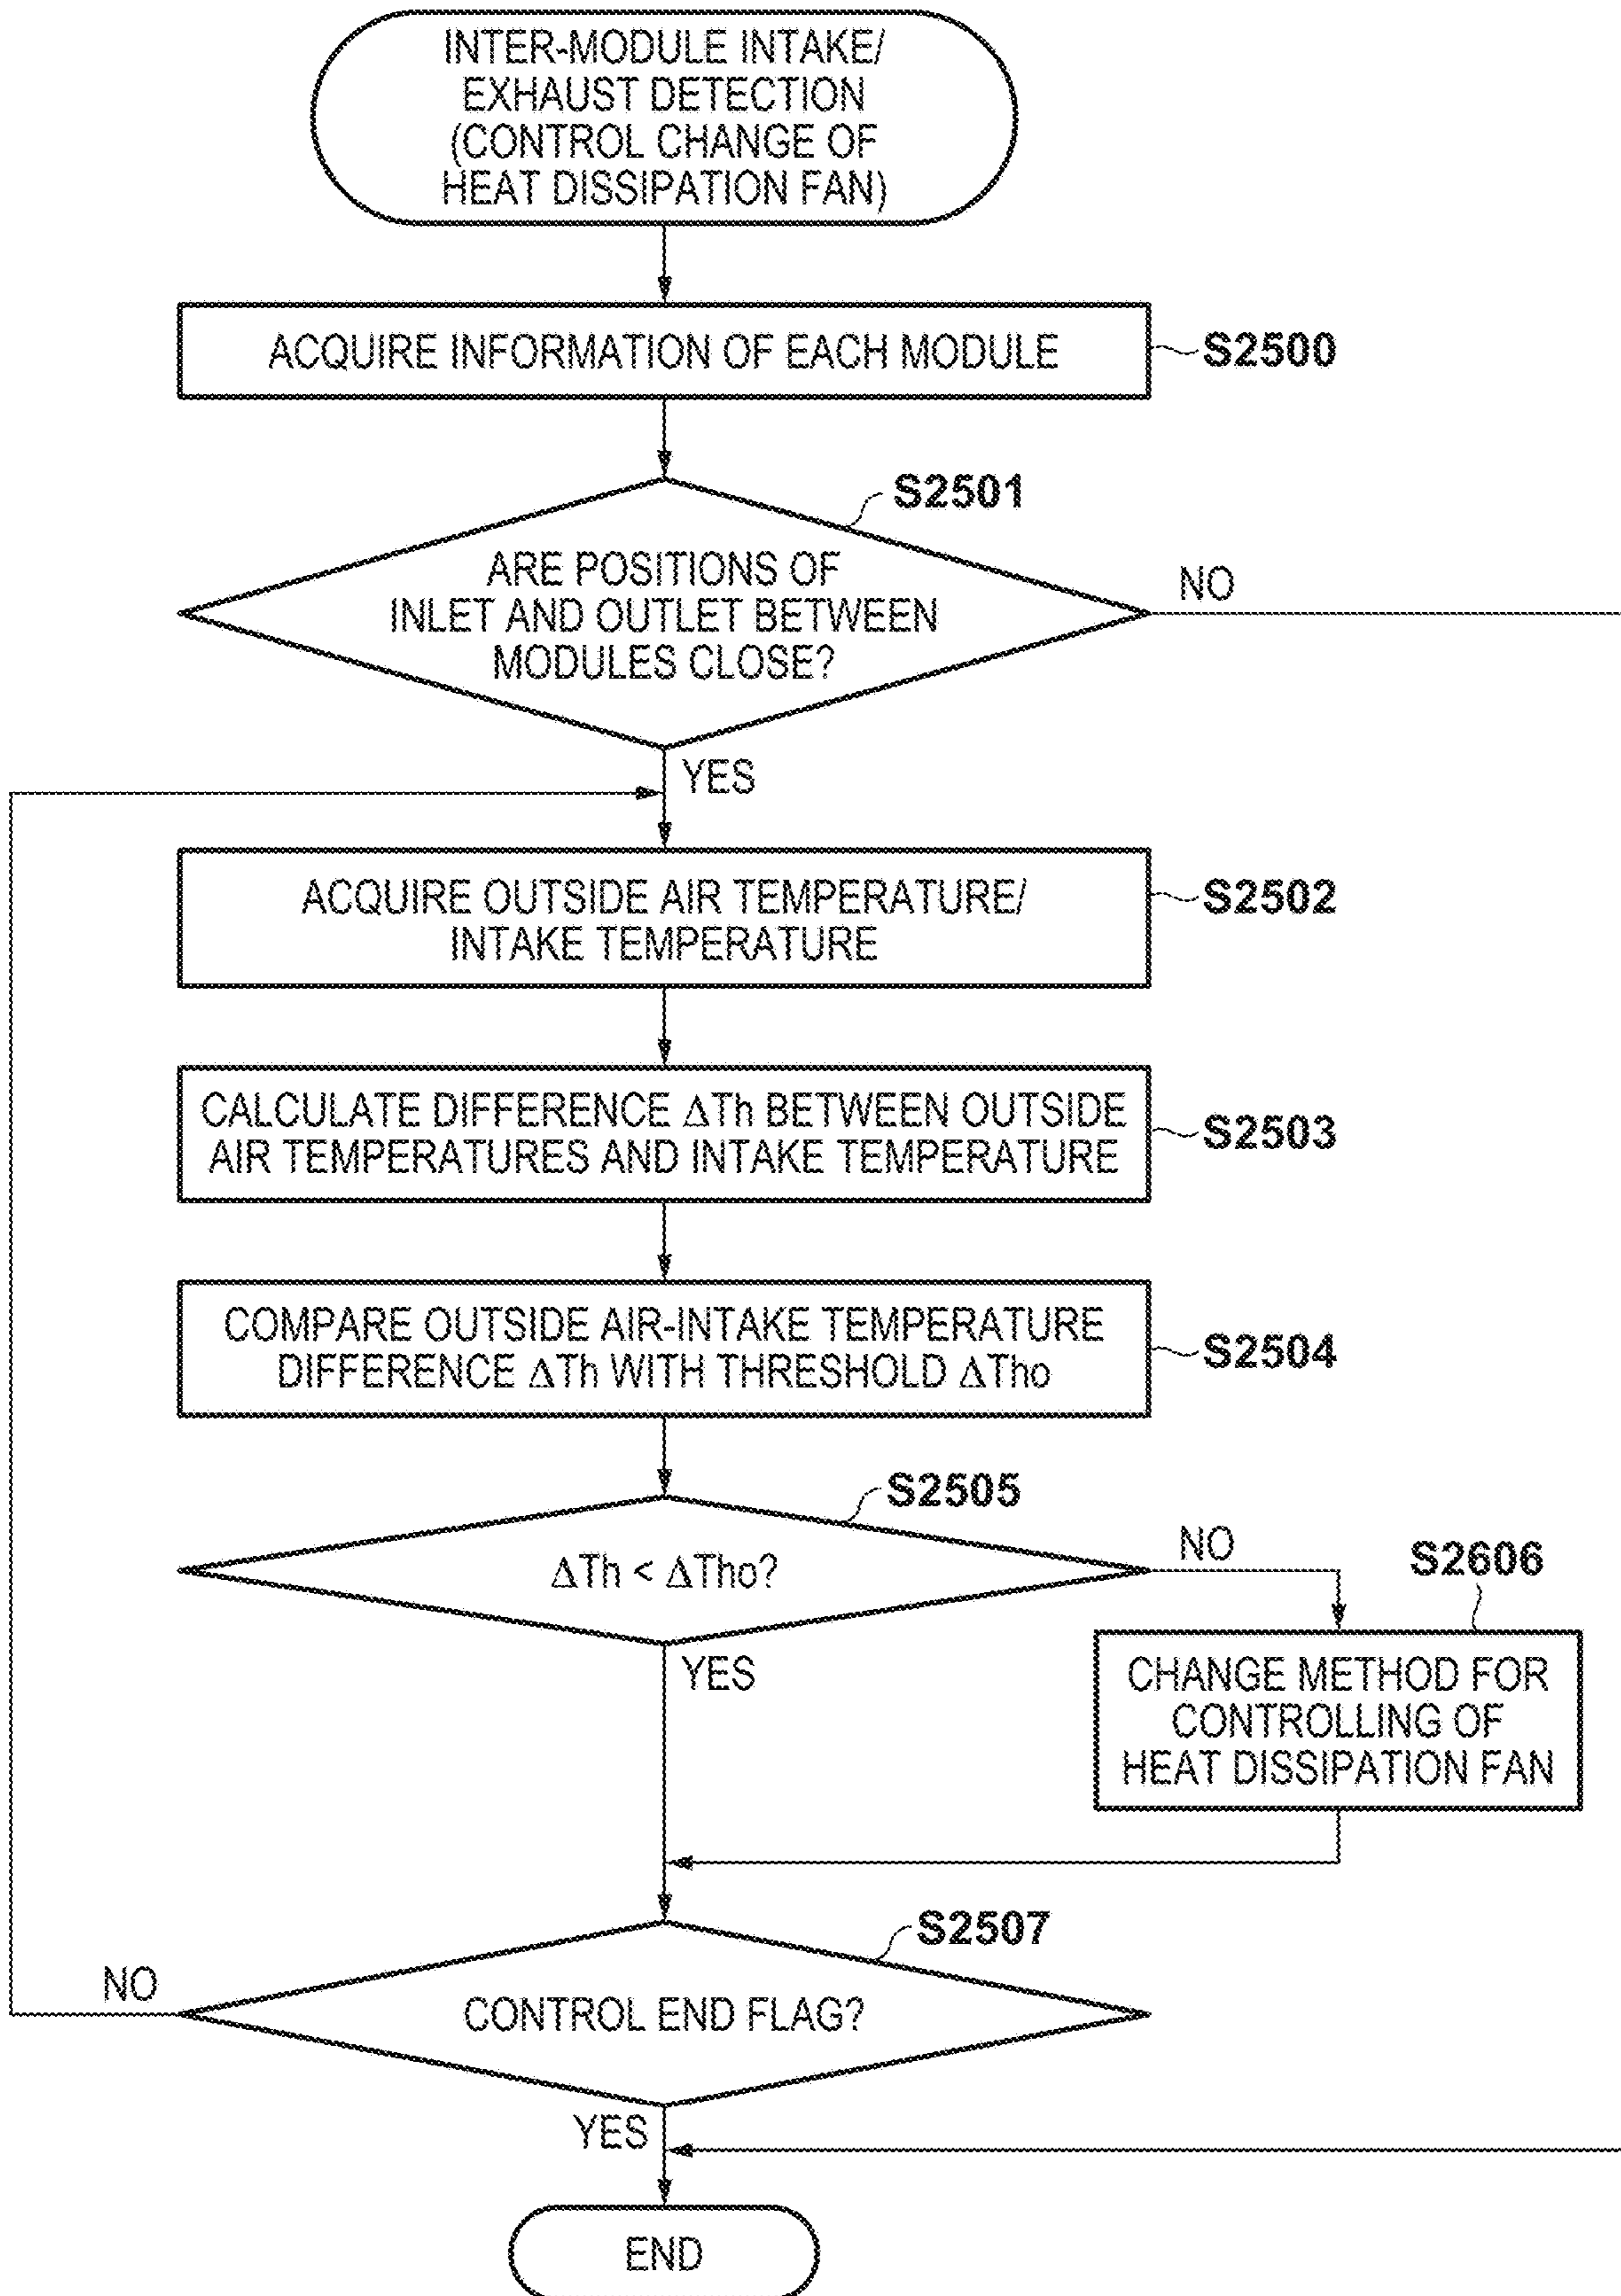 INTER-MODULE INTAKE/
EXHAUST DETECTION
(CONTROL CHANGE OF
HEAT DISSIPATION FAN)
ACQUIRE INFORMATION OF EACH MODULE
S2500
S2501
ARE POSITIONS OF
INLET AND OUTLET BETWEEN
MODULES CLOSE?
NO
YES
ACQUIRE OUTSIDE AIR TEMPERATURE/
INTAKE TEMPERATURE
S2502
CALCULATE DIFFERENCE ΔTh BETWEEN OUTSIDE
AIR TEMPERATURES AND INTAKE TEMPERATURE
S2503
COMPARE OUTSIDE AIR-INTAKE TEMPERATURE
DIFFERENCE ΔTh WITH THRESHOLD ΔTho
S2504
S2505
ΔTh < ΔTho?
NO
YES
S2606
CHANGE METHOD FOR
CONTROLLING OF
HEAT DISSIPATION FAN
S2507
CONTROL END FLAG?
NO
YES
END